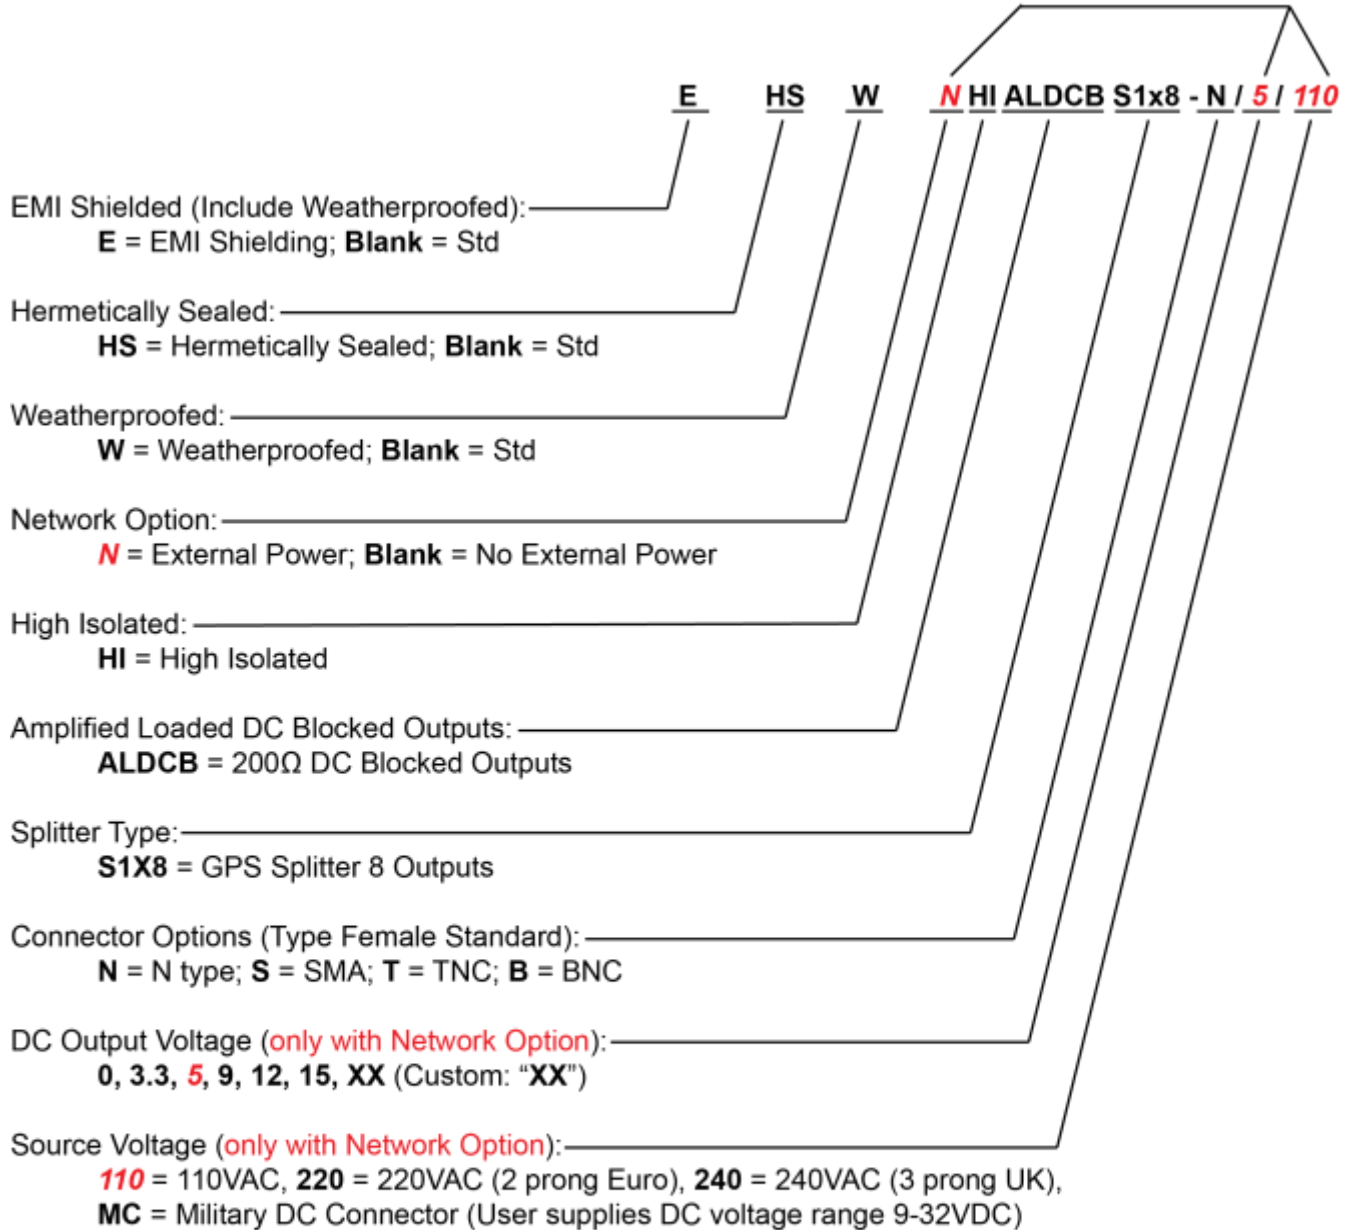 E HS W N HI ALDCB S1x8 - N / 5 / 110
EMI Shielded (Include Weatherproofed):
E = EMI Shielding; Blank = Std
Hermetically Sealed:
HS = Hermetically Sealed; Blank = Std
Weatherproofed:
W = Weatherproofed; Blank = Std
Network Option:
N = External Power; Blank = No External Power
High Isolated:
HI = High Isolated
Amplified Loaded DC Blocked Outputs:
ALDCB = 200Ω DC Blocked Outputs
Splitter Type:
S1X8 = GPS Splitter 8 Outputs
Connector Options (Type Female Standard):
N = N type; S = SMA; T = TNC; B = BNC
DC Output Voltage (only with Network Option):
0, 3.3, 5, 9, 12, 15, XX (Custom: “XX”)
Source Voltage (only with Network Option):
110 = 110VAC, 220 = 220VAC (2 prong Euro), 240 = 240VAC (3 prong UK),
MC = Military DC Connector (User supplies DC voltage range 9-32VDC)